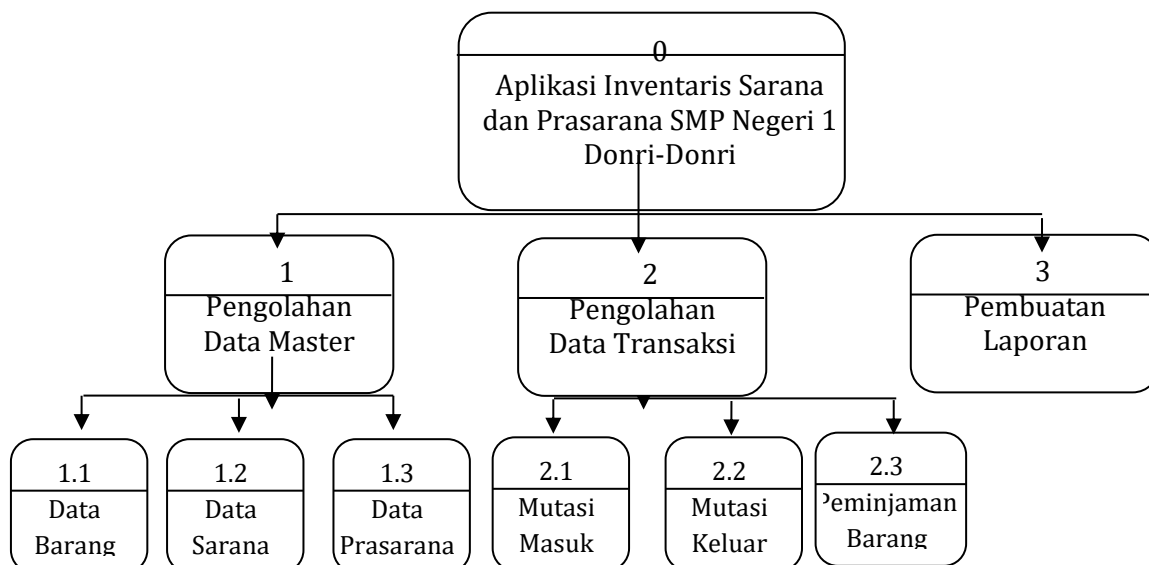 0
Aplikasi Inventaris Sarana
dan Prasarana SMP Negeri 1
Donri-Donri
1
Pengolahan
Data Master
2
Pengolahan
Data Transaksi
3
Pembuatan
Laporan
1.1
Data
Barang
1.2
Data
Sarana
1.3
Data
Prasarana
2.1
Mutasi
Masuk
2.2
Mutasi
Keluar
2.3
Peminjaman
Barang